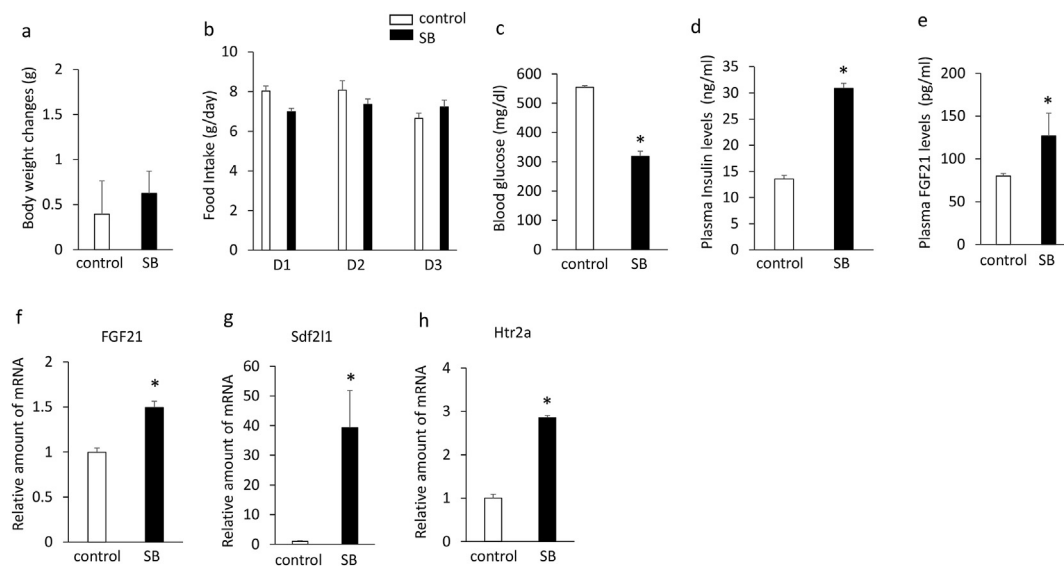 control
SB
a
Body weight changes (g)
2
1.5
1
0.5
0
control SB
b
Food Intake (g/day)
10
8
6
4
2
0
D1 D2 D3
c
Blood glucose (mg/dl)
600
500
400
300
200
100
0
*
control SB
d
Plasma Insulin levels (ng/ml)
35
30
25
20
15
10
5
0
*
control SB
e
Plasma FGF21 levels (pg/ml)
200
150
100
50
0
*
control SB
f
FGF21
Relative amount of mRNA
2
1.5
1
0.5
0
*
control SB
g
Sdf2l1
Relative amount of mRNA
60
50
40
30
20
10
0
*
control SB
h
Htr2a
Relative amount of mRNA
4
3
2
1
0
*
control SB